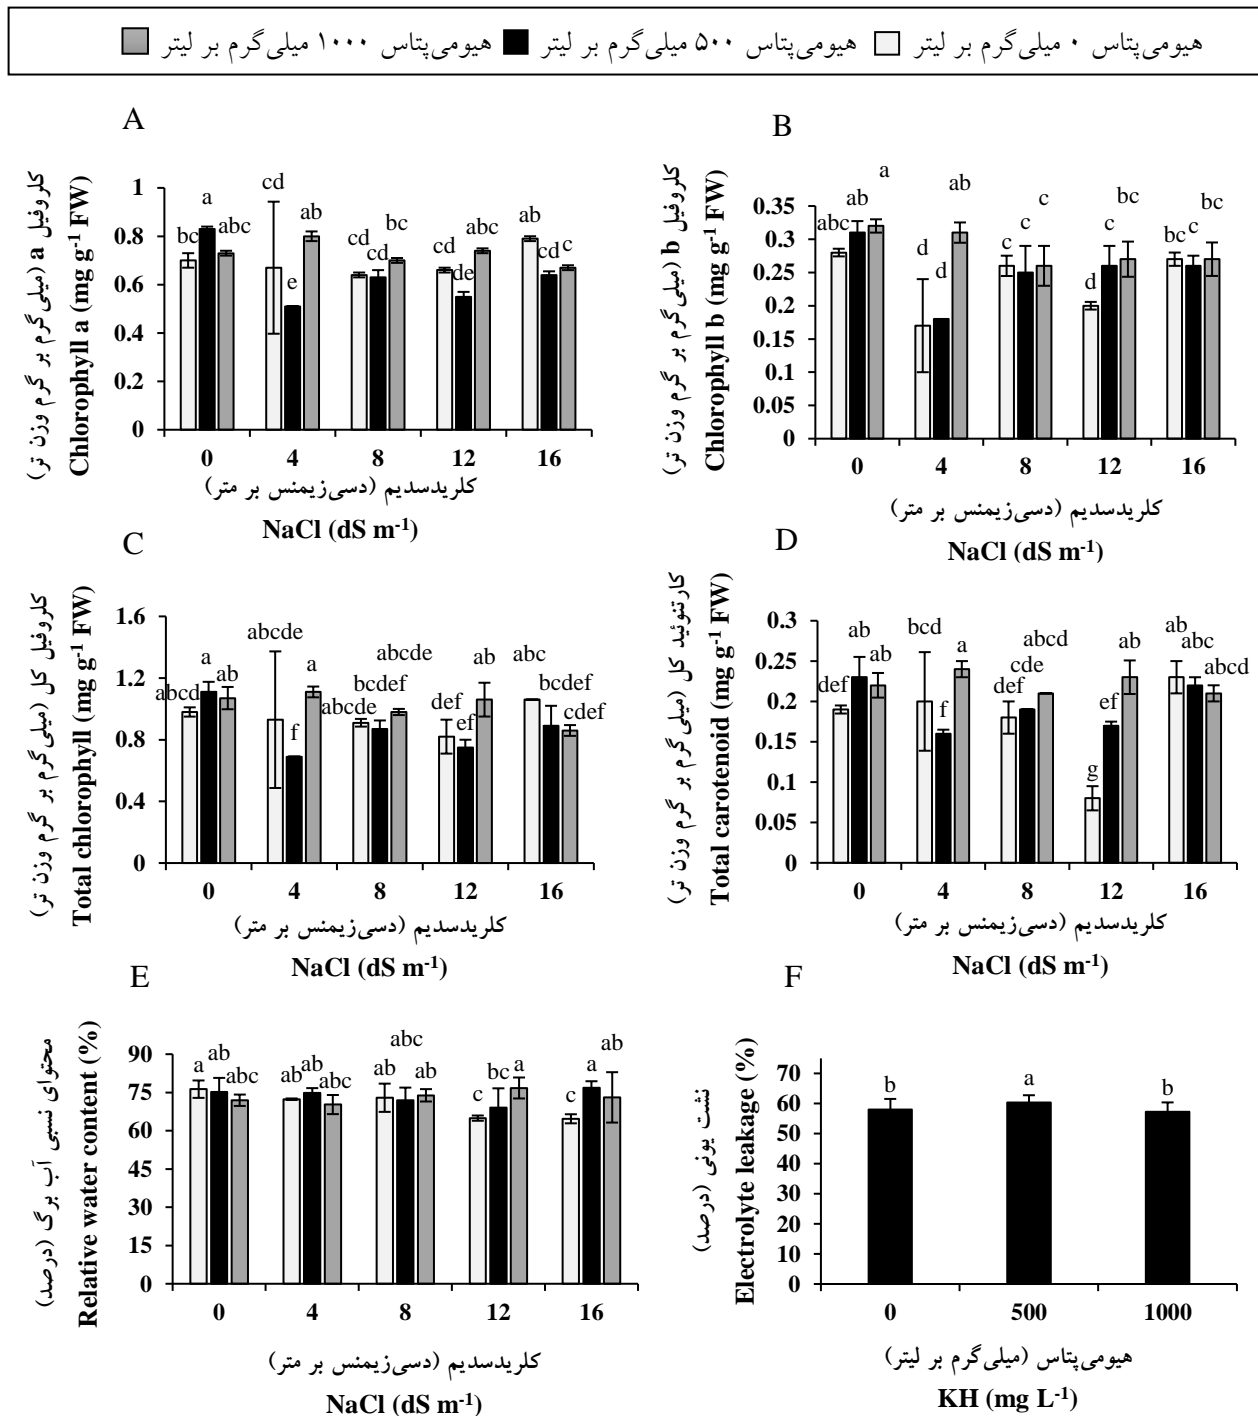 هیومی‌پتاس ۰ میلی‌گرم بر لیتر هیومی‌پتاس ۵۰۰ میلی‌گرم بر لیتر هیومی‌پتاس ۱۰۰۰ میلی‌گرم بر لیتر
A
کلروفیل a (میلی‌گرم بر گرم وزن تر)
Chlorophyll a (mg g-1 FW)
1
0.8
0.6
0.4
0.2
0
bc a abc
cd e ab
cd cd bc
cd de abc
ab cd c
0 4 8 12 16
کلریدسدیم (دسی‌زیمنس بر متر)
NaCl (dS m-1)
B
کلروفیل b (میلی‌گرم بر گرم وزن تر)
Chlorophyll b (mg g-1 FW)
0.35
0.3
0.25
0.2
0.15
0.1
0.05
0
abc ab a
d d ab
c c c
d c bc
bc c bc
0 4 8 12 16
کلریدسدیم (دسی‌زیمنس بر متر)
NaCl (dS m-1)
C
کلروفیل کل (میلی‌گرم بر گرم وزن تر)
Total chlorophyll (mg g-1 FW)
1.6
1.2
0.8
0.4
0
abcd a ab
abcde f a
abcde bcdef abcde
def ef ab
abc bcdef cdef
0 4 8 12 16
کلریدسدیم (دسی‌زیمنس بر متر)
NaCl (dS m-1)
D
کارتنوئید کل (میلی‌گرم بر گرم وزن تر)
Total carotenoid (mg g-1 FW)
0.3
0.25
0.2
0.15
0.1
0.05
0
def ab ab
bcd f a
def cde abcd
g ef ab
ab abc abcd
0 4 8 12 16
کلریدسدیم (دسی‌زیمنس بر متر)
NaCl (dS m-1)
E
محتوای نسبی آب برگ (درصد)
Relative water content (%)
90
75
60
45
30
15
0
a ab abc
ab ab abc
ab abc ab
c bc a
c a ab
0 4 8 12 16
کلریدسدیم (دسی‌زیمنس بر متر)
NaCl (dS m-1)
F
نشت یونی (درصد)
Electrolyte leakage (%)
70
60
50
40
30
20
10
0
b a b
0 500 1000
هیومی‌پتاس (میلی‌گرم بر لیتر)
KH (mg L-1)